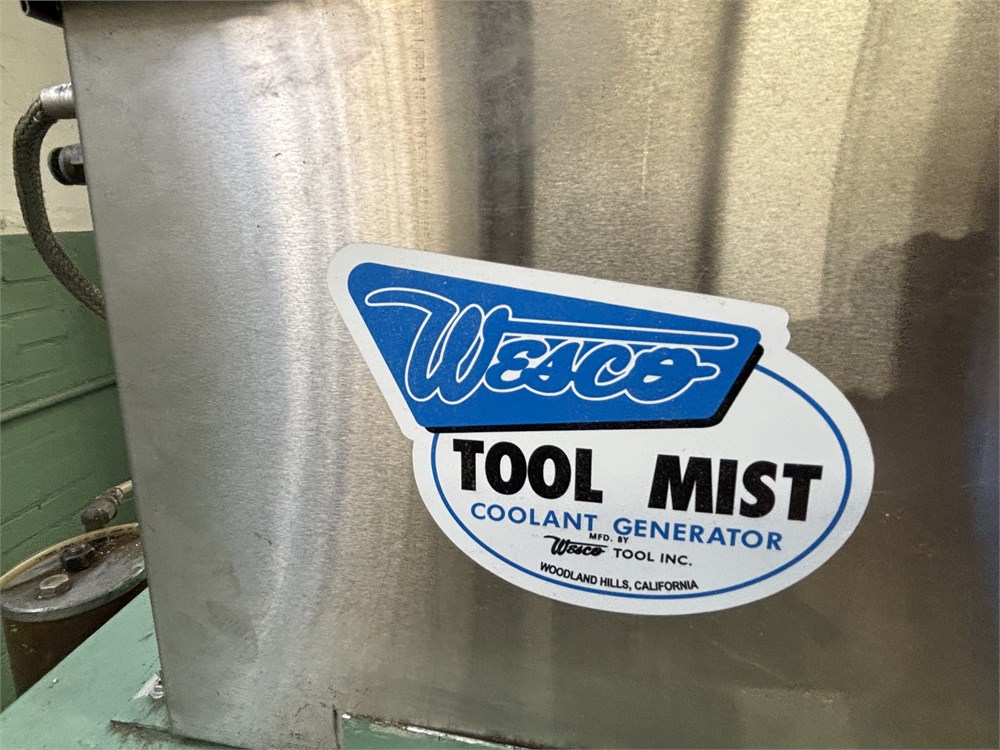 WESCO
TOOL MIST
COOLANT GENERATOR
MFD. BY
Wesco TOOL INC.
WOODLAND HILLS, CALIFORNIA